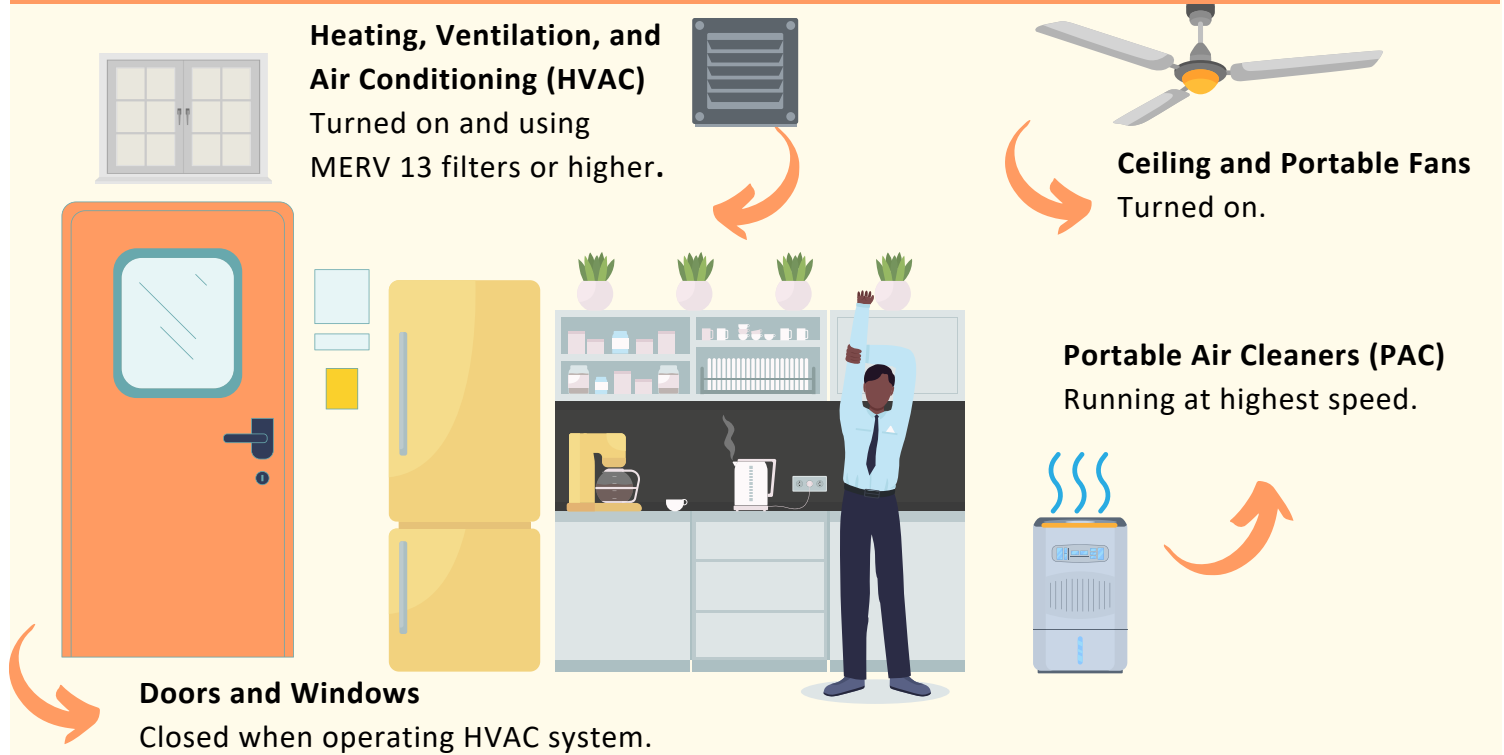 Heating, Ventilation, and
Air Conditioning (HVAC)
Turned on and using
MERV 13 filters or higher.
Ceiling and Portable Fans
Turned on.
Portable Air Cleaners (PAC)
Running at highest speed.
Doors and Windows
Closed when operating HVAC system.